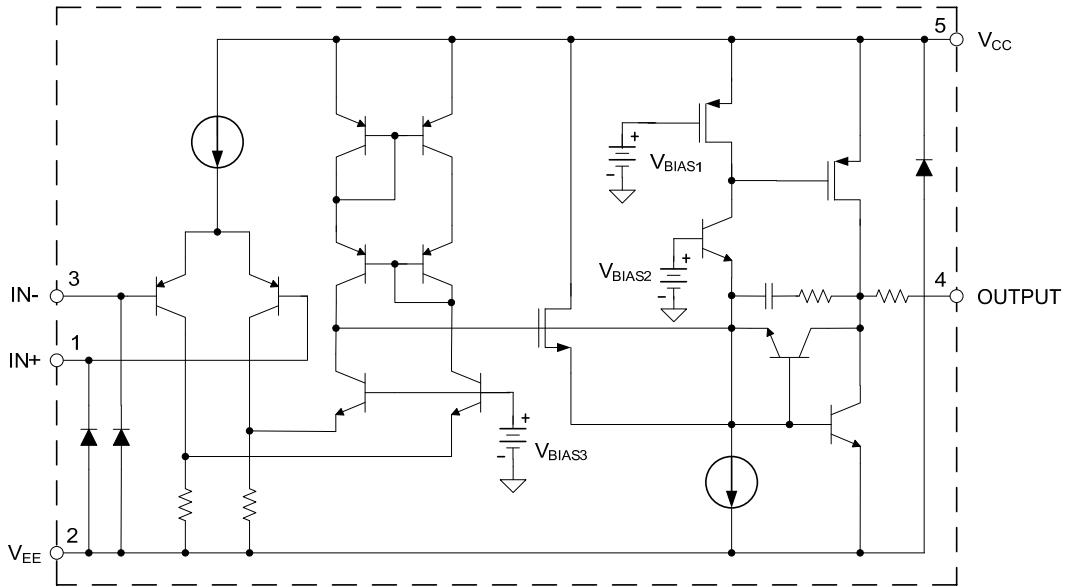 5
VCC
+
-
VBIAS1
3
IN-
VBIAS2
+
-
4
OUTPUT
1
IN+
+
-
VBIAS3
2
VEE